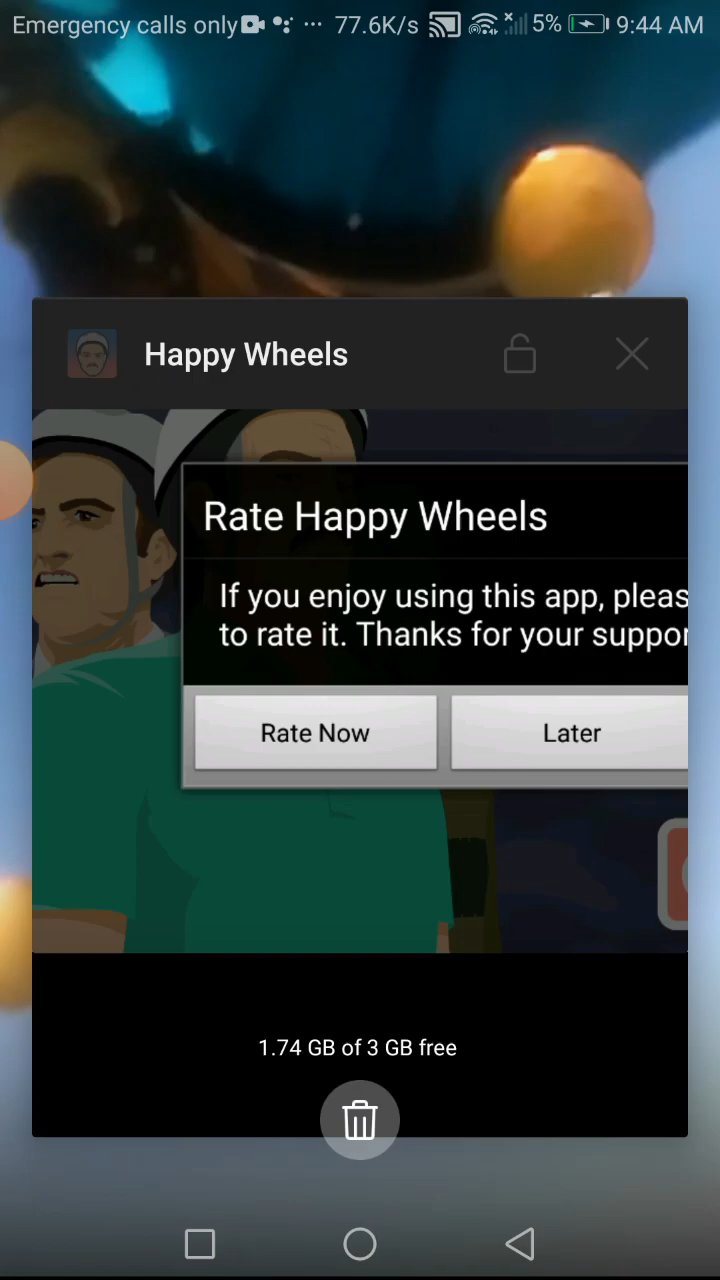 Emergency calls only ... 77.6K/s 5% 9:44 AM
Happy Wheels
Rate Happy Wheels
If you enjoy using this app, pleas
to rate it. Thanks for your suppor
Rate Now Later
1.74 GB of 3 GB free